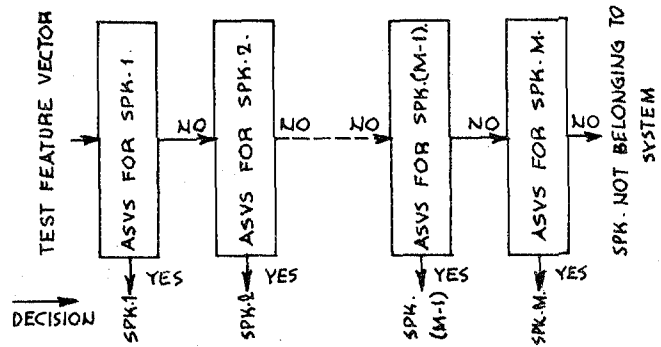 TEST FEATURE VECTOR
ASVS FOR SPK.1.
NO
ASVS FOR SPK.2.
NO
NO
ASVS FOR SPK.(M-1).
NO
ASVS FOR SPK.M.
NO
SPK. NOT BELONGING TO
SYSTEM
YES
YES
YES
YES
DECISION
SPK.1
SPK.2
SPK.
(M-1)
SPK.M.